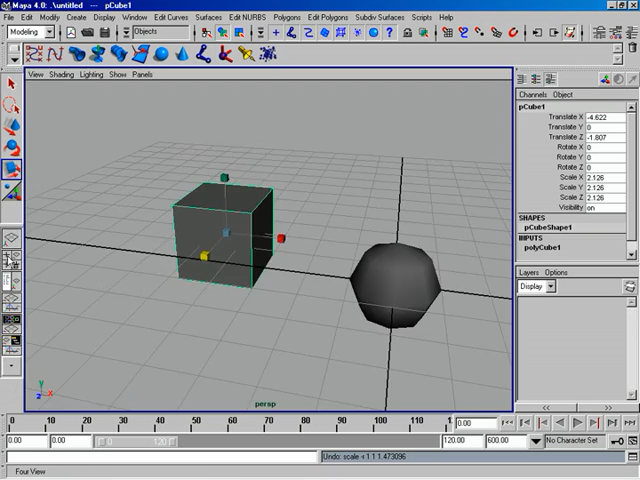 Maya 4.0: .\untitled --- pCube1
File Edit Modify Create Display Window Edit Curves Surfaces Edit NURBS Polygons Edit Polygons Subdiv Surfaces Scripts Help
Modeling Objects
View Shading Lighting Show Panels
Channels Object
pCube1
Translate X -4.622
Translate Y 0
Translate Z -1.807
Rotate X 0
Rotate Y 0
Rotate Z 0
Scale X 2.126
Scale Y 2.126
Scale Z 2.126
Visibility on
SHAPES
pCubeShape1
INPUTS
polyCube1
Layers Options
Display
y
z x
persp
<< >>
0 10 20 30 40 50 60 70 80 90 100 110 0.00
0.00 0.00 0 120 120.00 600.00 No Character Set
Undo: scale -r 1 1 1.473096
Four View